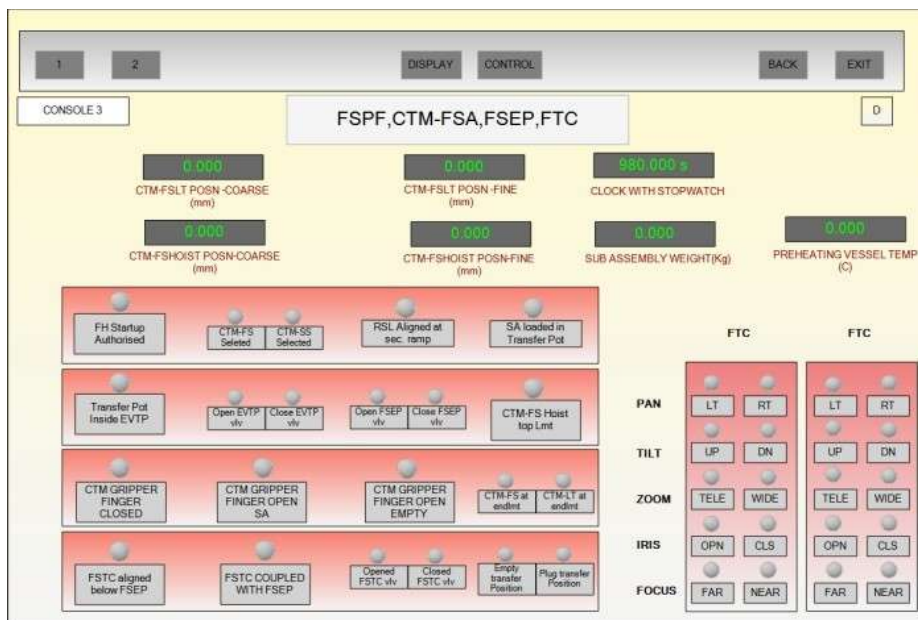 1 2 DISPLAY CONTROL BACK EXIT
CONSOLE 3
FSPF,CTM-FSA,FSEP,FTC
D
0.000 0.000 980.000 s
CTM-FSLT POSN -COARSE (mm) CTM-FSLT POSN -FINE (mm) CLOCK WITH STOPWATCH
0.000 0.000 0.000 0.000
CTM-FSHOIST POSN-COARSE (mm) CTM-FSHOIST POSN-FINE (mm) SUB ASSEMBLY WEIGHT(Kg) PREHEATING VESSEL TEMP (C)
FH Startup Authorised
CTM-FS Seleted
CTM-SS Selected
RSL Aligned at sec. ramp
SA loaded in Transfer Pot
Transfer Pot Inside EVTP
Open EVTP vlv
Close EVTP vlv
Open FSEP vlv
Close FSEP vlv
CTM-FS Hoist top Lmt
CTM GRIPPER FINGER CLOSED
CTM GRIPPER FINGER OPEN SA
CTM GRIPPER FINGER OPEN EMPTY
CTM-FS at endlmt
CTM-LT at endlmt
FSTC aligned below FSEP
FSTC COUPLED WITH FSEP
Opened FSTC vlv
Closed FSTC vlv
Empty transfer Position
Plug transfer Position
FTC FTC
PAN LT RT LT RT
TILT UP DN UP DN
ZOOM TELE WIDE TELE WIDE
IRIS OPN CLS OPN CLS
FOCUS FAR NEAR FAR NEAR